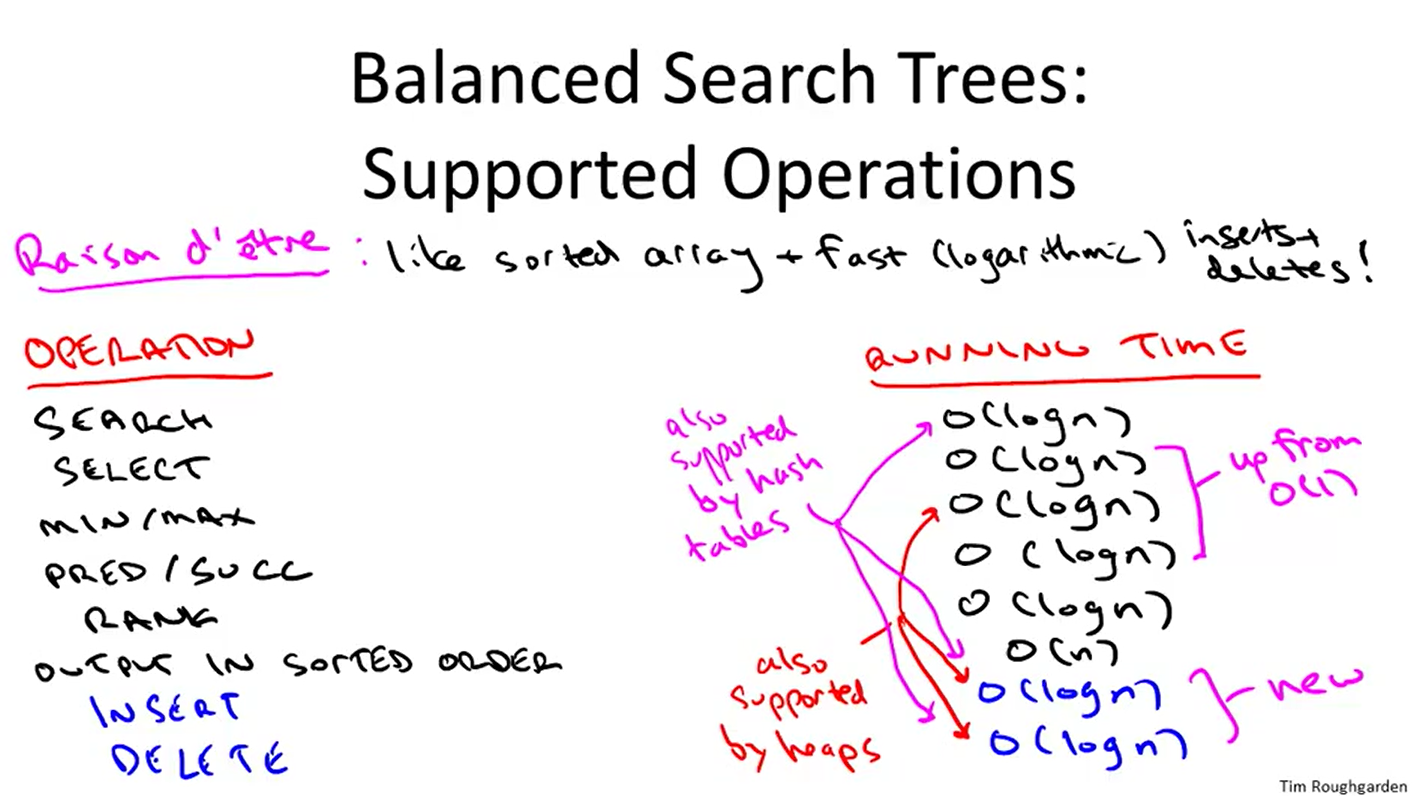 Balanced Search Trees:
Supported Operations
Raison d'être : like sorted array + fast (logarithmic) inserts + deletes!
OPERATION
RUNNING TIME
SEARCH
O(log n)
SELECT
O(log n)
MIN/MAX
O(log n)
PRED/SUCC
O(log n)
RANK
O(log n)
OUTPUT IN SORTED ORDER
O(n)
INSERT
O(log n)
DELETE
O(log n)
also
supported
by hash
tables
up from
O(1)
also
supported
by heaps
new
Tim Roughgarden